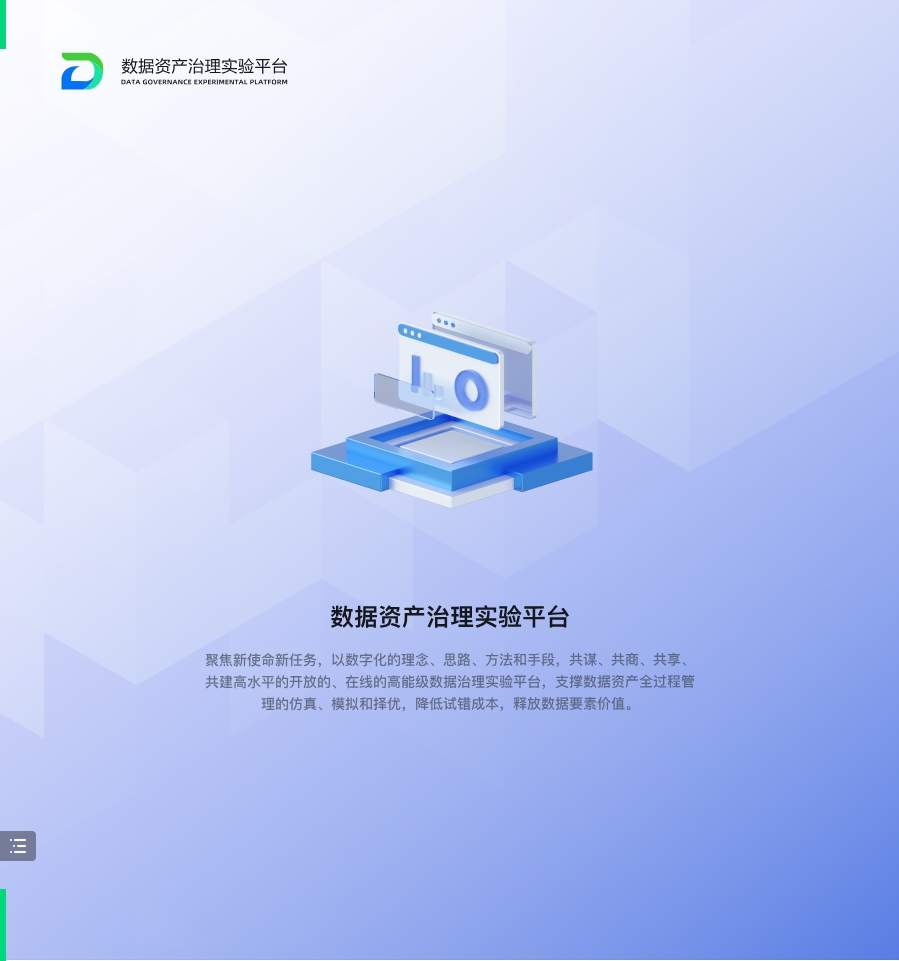 数据资产治理实验平台
DATA GOVERNANCE EXPERIMENTAL PLATFORM
数据资产治理实验平台
聚焦新使命新任务，以数字化的理念、思路、方法和手段，共谋、共商、共享、
共建高水平的开放的、在线的高能级数据治理实验平台，支撑数据资产全过程管
理的仿真、模拟和择优，降低试错成本，释放数据要素价值。